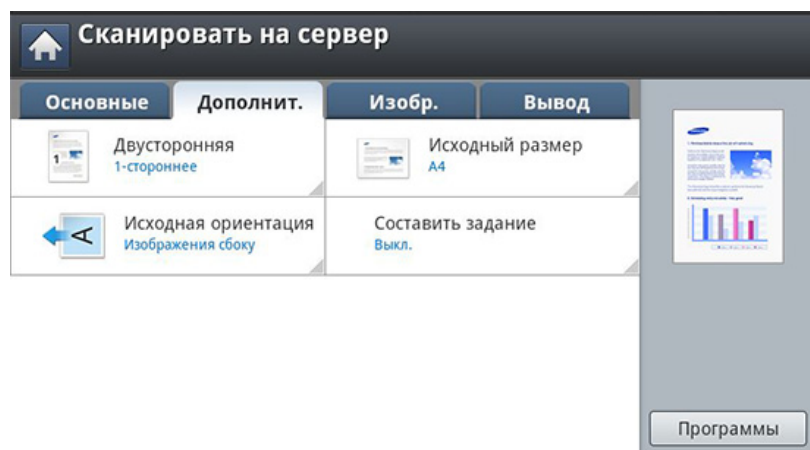 Сканировать на сервер
Основные
Дополнит.
Изобр.
Вывод
Двусторонняя
1-стороннее
Исходный размер
A4
Исходная ориентация
Изображения сбоку
Составить задание
Выкл.
Программы